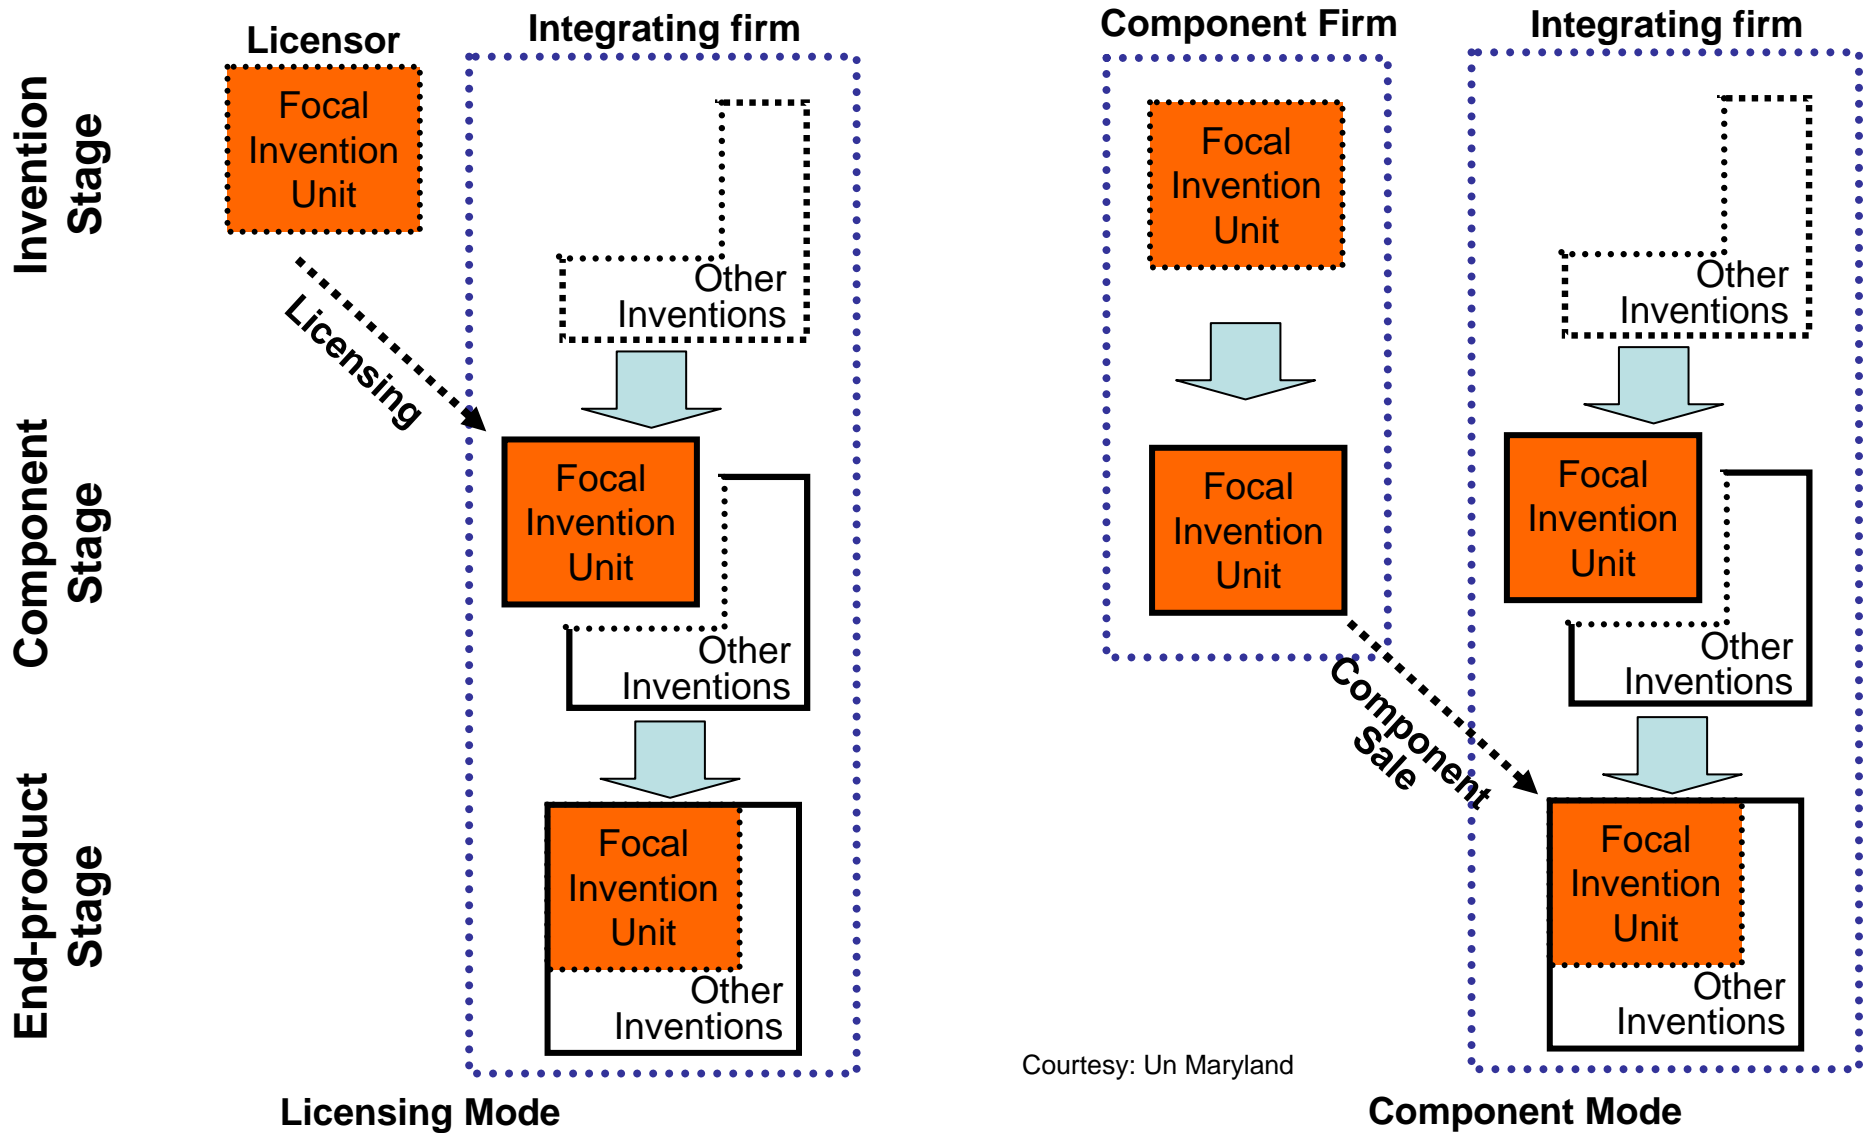 Licensor
Integrating firm
Component Firm
Integrating firm
Invention
Stage
Focal
Invention
Unit
Other
Inventions
Focal
Invention
Unit
Other
Inventions
Licensing
Component
Stage
Focal
Invention
Unit
Other
Inventions
Focal
Invention
Unit
Focal
Invention
Unit
Other
Inventions
Component
Sale
End-product
Stage
Focal
Invention
Unit
Other
Inventions
Focal
Invention
Unit
Other
Inventions
Courtesy: Un Maryland
Licensing Mode
Component Mode